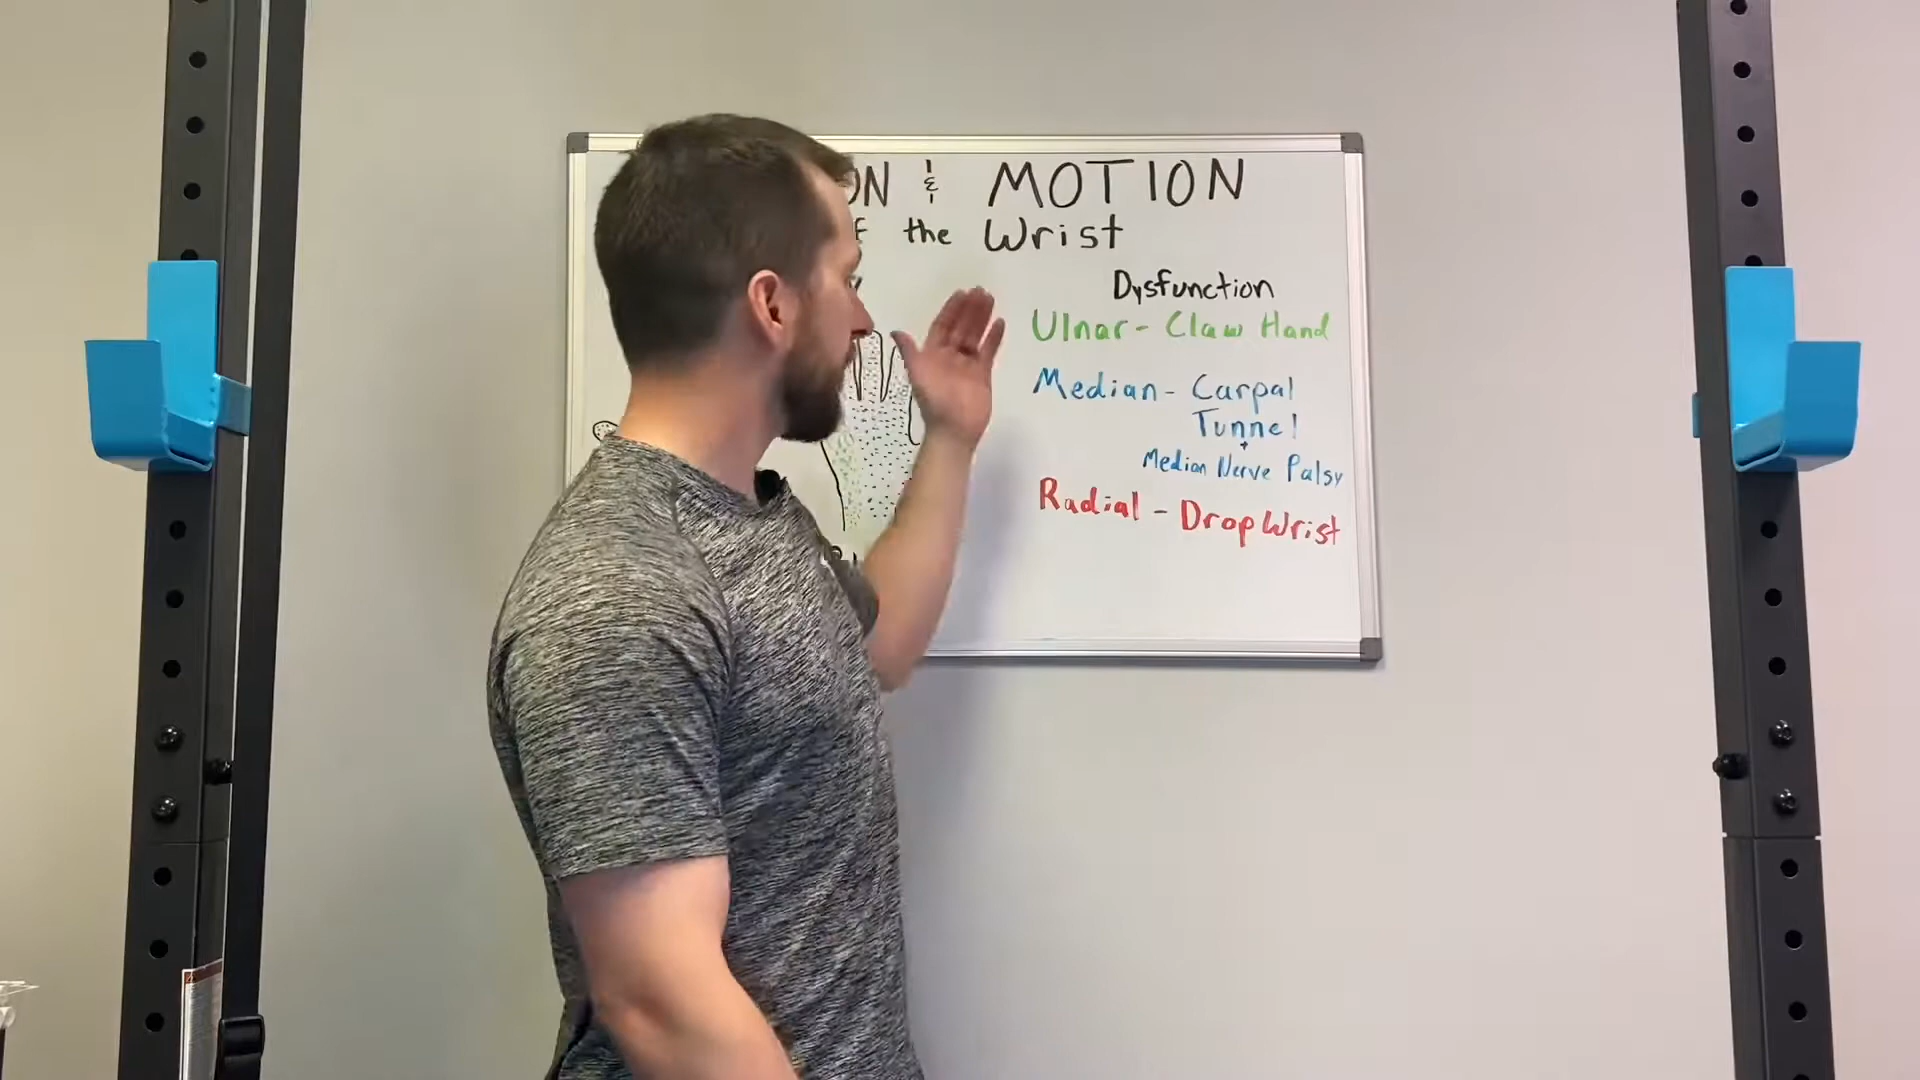 ON & MOTION
the Wrist
Dysfunction
Ulnar - Claw Hand
Median - Carpal
Tunnel
+
Median Nerve Palsy
Radial - Drop Wrist